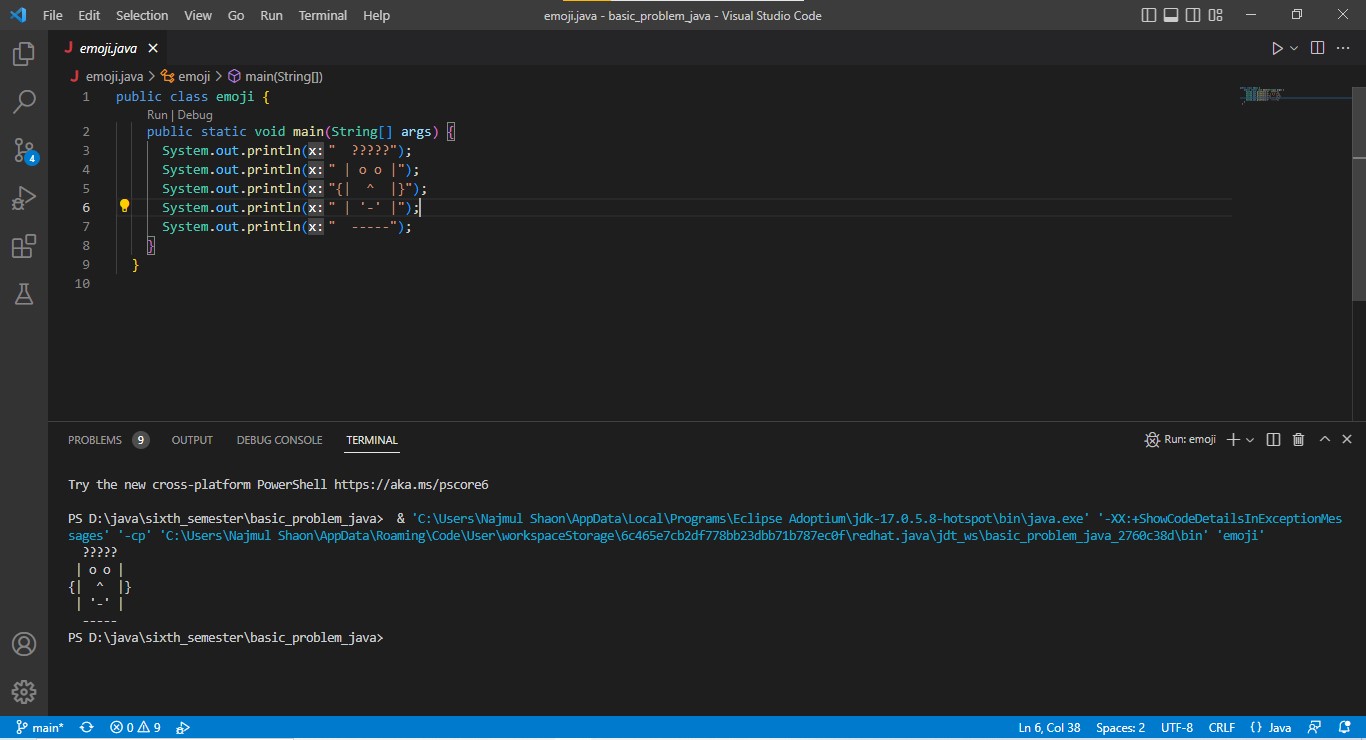 File Edit Selection View Go Run Terminal Help emoji.java - basic_problem_java - Visual Studio Code
J emoji.java
J emoji.java > emoji > main(String[])
1 public class emoji {
Run | Debug
2 public static void main(String[] args) {
3 System.out.println(x:"  ?????");
4 System.out.println(x:" | o o |");
5 System.out.println(x:"{|  ^  |}");
6 System.out.println(x:" | '-' |");
7 System.out.println(x:"  -----");
8 }
9 }
10
4
PROBLEMS 9 OUTPUT DEBUG CONSOLE TERMINAL Run: emoji
Try the new cross-platform PowerShell https://aka.ms/pscore6
PS D:\java\sixth_semester\basic_problem_java>  & 'C:\Users\Najmul Shaon\AppData\Local\Programs\Eclipse Adoptium\jdk-17.0.5.8-hotspot\bin\java.exe' '-XX:+ShowCodeDetailsInExceptionMes
sages' '-cp' 'C:\Users\Najmul Shaon\AppData\Roaming\Code\User\workspaceStorage\6c465e7cb2df778bb23dbb71b787ec0f\redhat.java\jdt_ws\basic_problem_java_2760c38d\bin' 'emoji'
  ?????
 | o o |
{|  ^  |}
 | '-' |
  -----
PS D:\java\sixth_semester\basic_problem_java>
main* 0 9 Ln 6, Col 38 Spaces: 2 UTF-8 CRLF {} Java